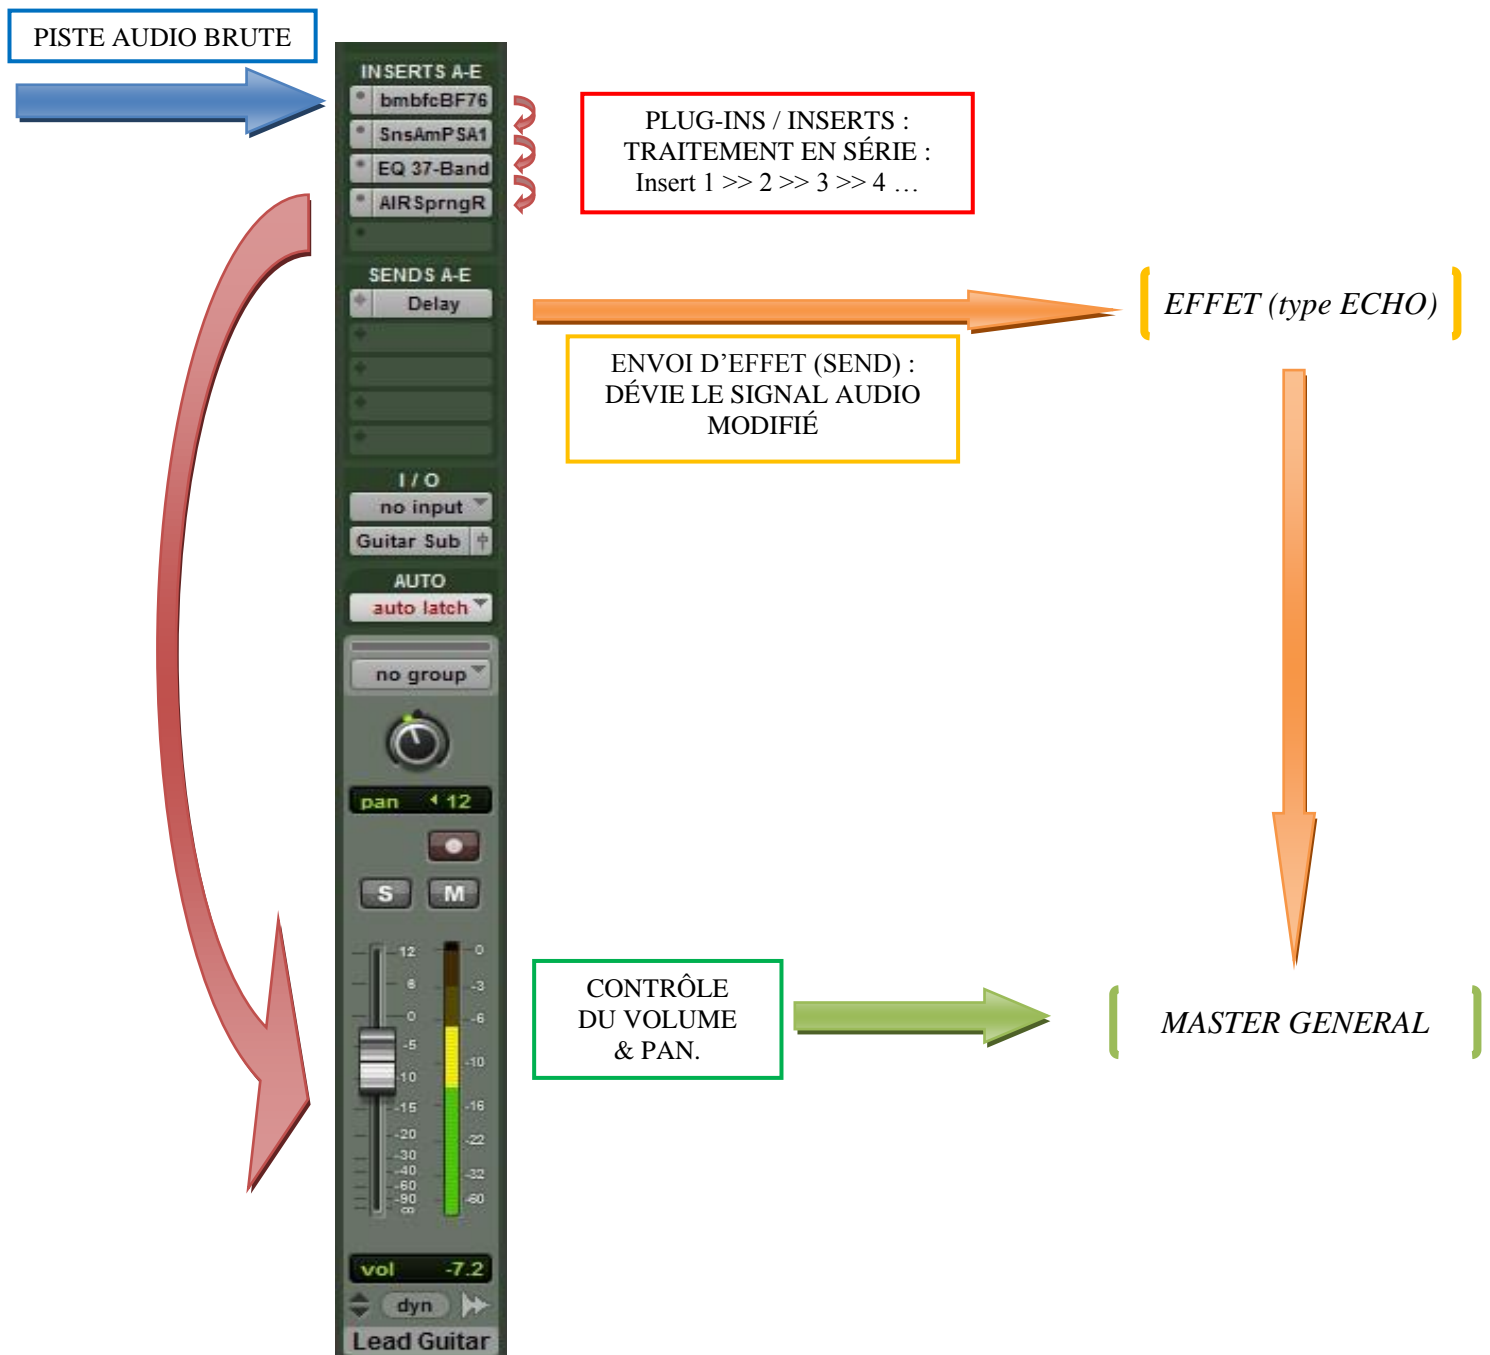 PISTE AUDIO BRUTE
INSERTS A-E
bmbfcBF76
SnsAmPSA1
EQ 37-Band
AIRSprngR
PLUG-INS / INSERTS :
TRAITEMENT EN SÉRIE :
Insert 1 >> 2 >> 3 >> 4 …
SENDS A-E
Delay
EFFET (type ECHO)
ENVOI D’EFFET (SEND) :
DÉVIE LE SIGNAL AUDIO
MODIFIÉ
I / O
no input
Guitar Sub
AUTO
auto latch
no group
pan 12
S M
12 0
6 -3
0 -6
-5
-10 -10
-15 -16
-20 -22
-30
-40 -32
-60
-90 -60
∞
CONTRÔLE
DU VOLUME
& PAN.
MASTER GENERAL
vol -7.2
dyn
Lead Guitar